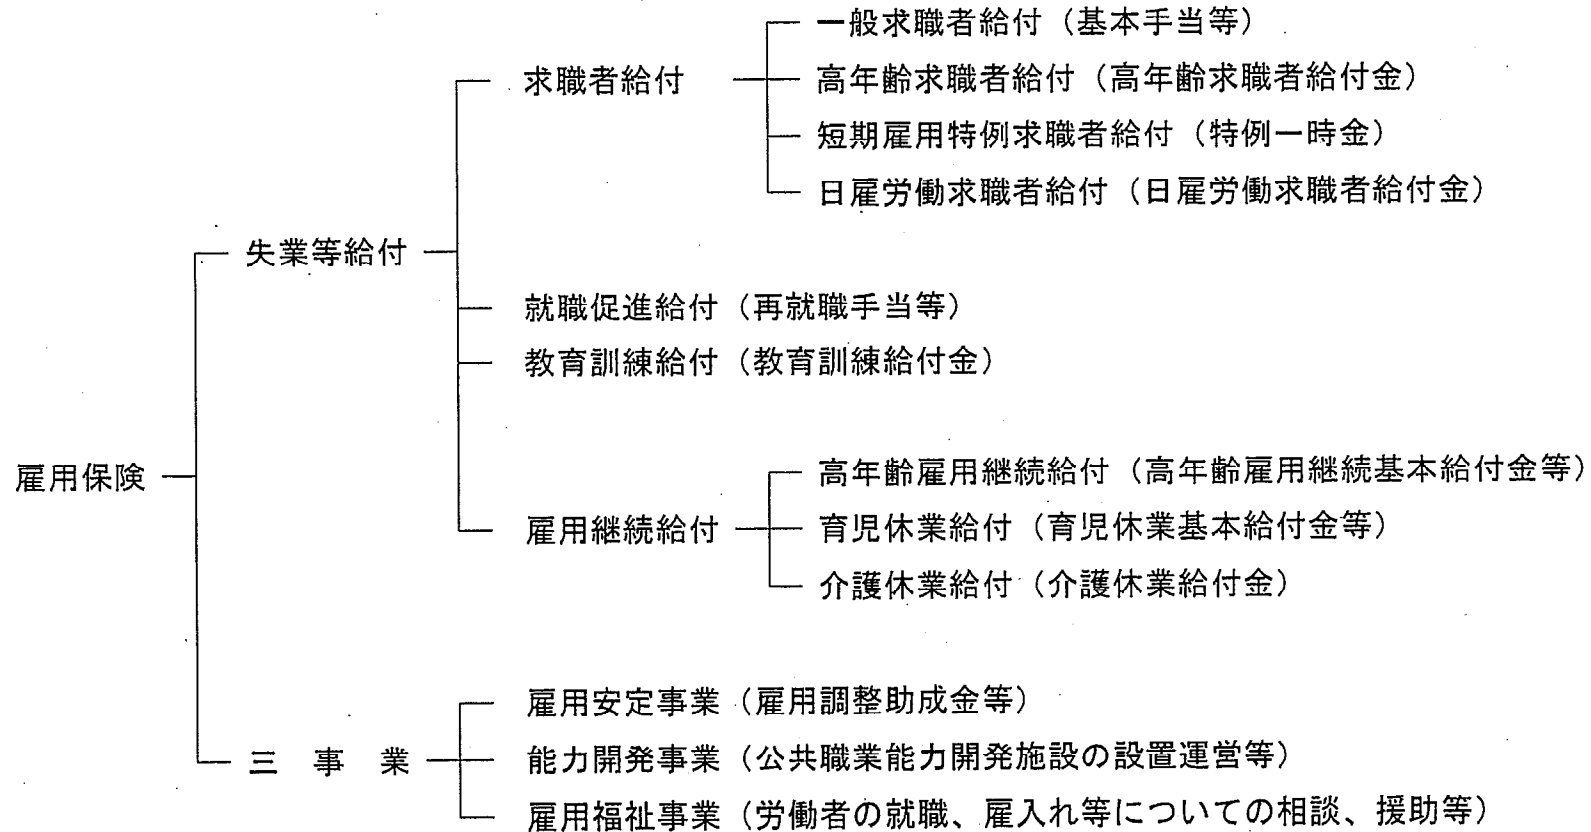 雇用保険
失業等給付
求職者給付
一般求職者給付（基本手当等）
高年齢求職者給付（高年齢求職者給付金）
短期雇用特例求職者給付（特例一時金）
日雇労働求職者給付（日雇労働求職者給付金）
就職促進給付（再就職手当等）
教育訓練給付（教育訓練給付金）
雇用継続給付
高年齢雇用継続給付（高年齢雇用継続基本給付金等）
育児休業給付（育児休業基本給付金等）
介護休業給付（介護休業給付金）
三　事　業
雇用安定事業（雇用調整助成金等）
能力開発事業（公共職業能力開発施設の設置運営等）
雇用福祉事業（労働者の就職、雇入れ等についての相談、援助等）